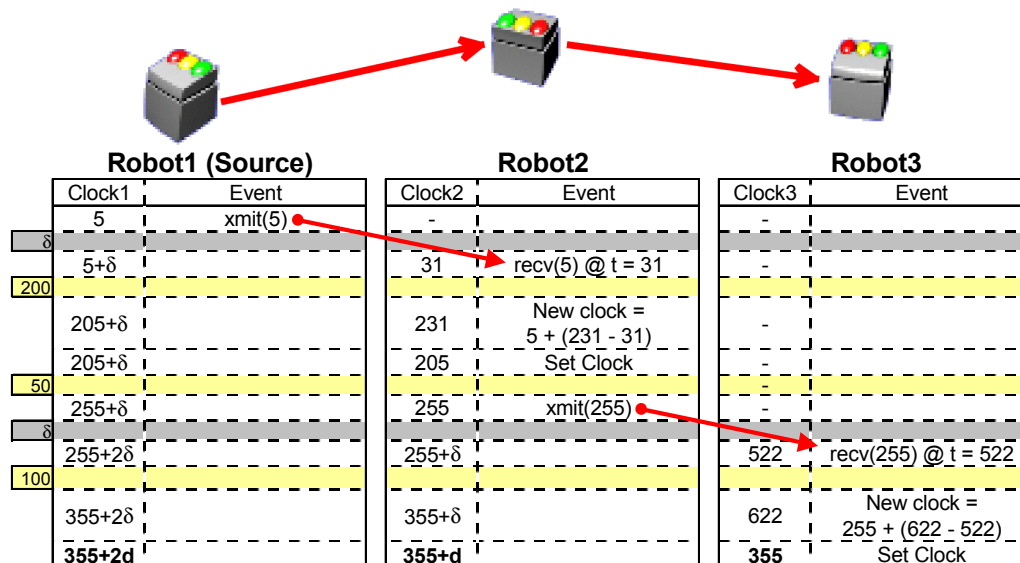 Robot1 (Source) Robot2 Robot3
Clock1 Event Clock2 Event Clock3 Event
5 xmit(5) - -
δ
5+δ 31 recv(5) @ t = 31 -
200
205+δ 231 New clock = 5 + (231 - 31) -
205+δ 205 Set Clock -
50 -
255+δ 255 xmit(255) -
δ
255+2δ 255+δ 522 recv(255) @ t = 522
100
355+2δ 355+δ 622 New clock = 255 + (622 - 522)
355+2d 355+d 355 Set Clock